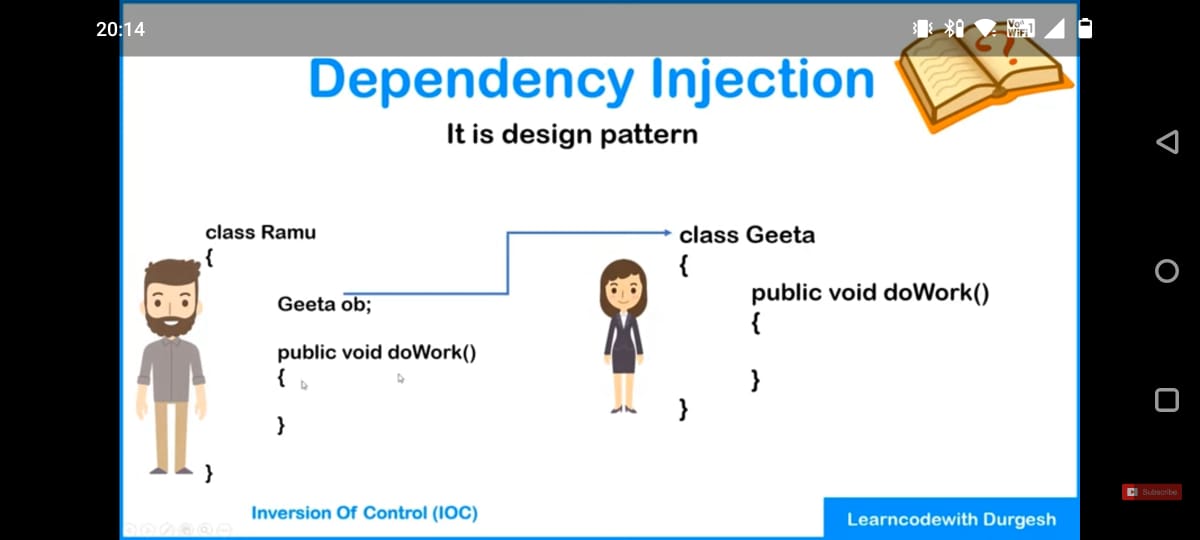 20:14
Vo))
WiFi 1
Dependency Injection
It is design pattern
class Ramu
{
Geeta ob;
public void doWork()
{
}
}
class Geeta
{
public void doWork()
{
}
}
Inversion Of Control (IOC)
Learncodewith Durgesh
Subscribe